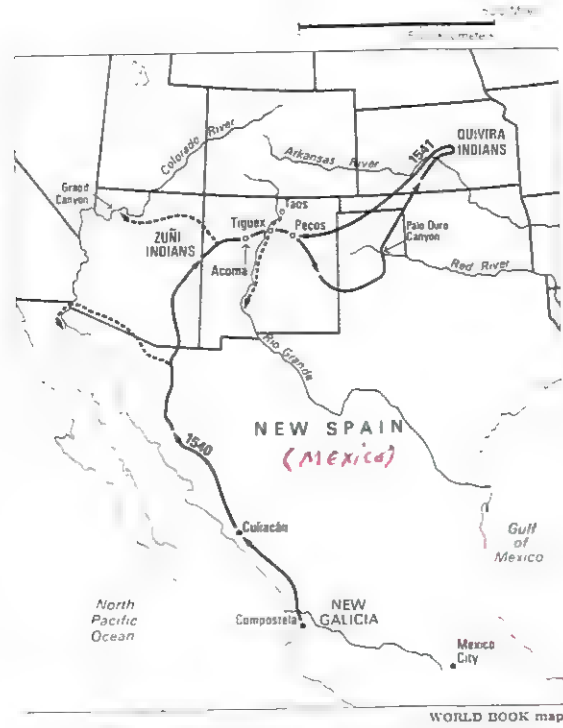 Kilometers
Colorado River
Arkansas River
1541
QUIVIRA
INDIANS
Grand
Canyon
Taos
Tiguex
Pecos
ZUÑI
INDIANS
Palo Duro
Canyon
Acoma
Red River
Rio Grande
NEW SPAIN
(MExico)
1540
Culiacán
Gulf
of
Mexico
North
Pacific
Ocean
NEW
GALICIA
Compostela
Mexico
City
WORLD BOOK map